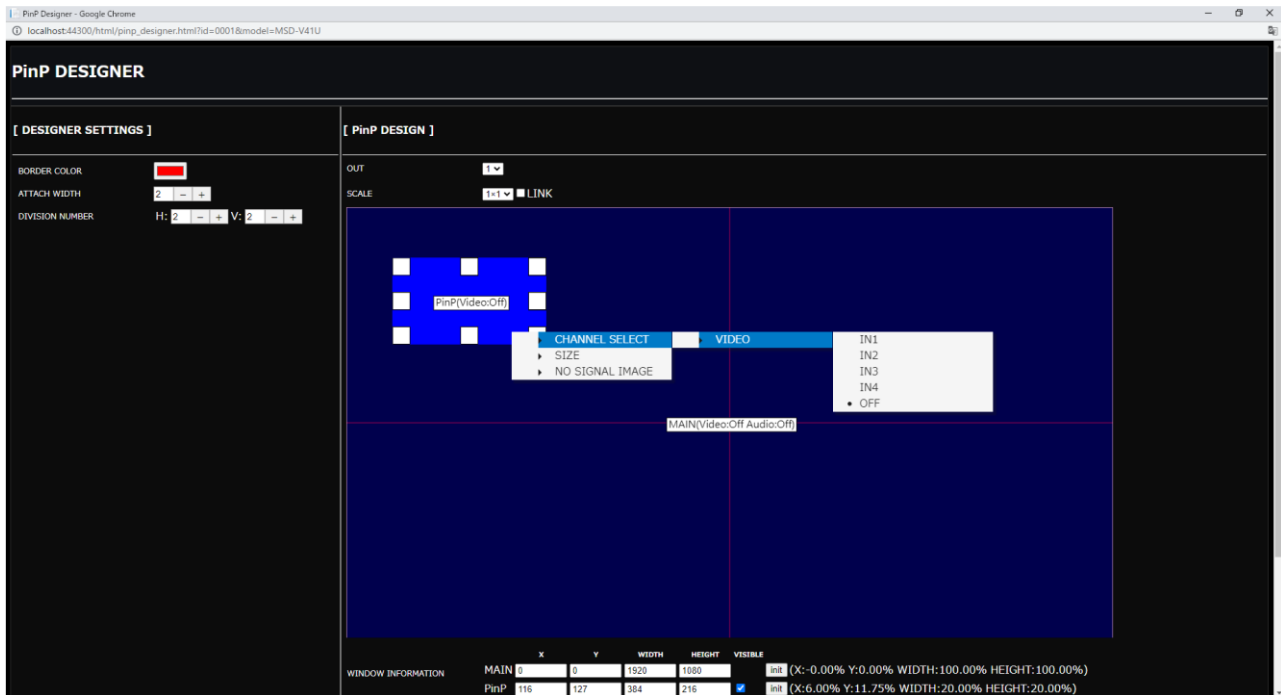 PinP Designer - Google Chrome
localhost:44300/html/pinp_designer.html?id=0001&model=MSD-V41U
PinP DESIGNER
[ DESIGNER SETTINGS ]
BORDER COLOR
ATTACH WIDTH 2 - +
DIVISION NUMBER H: 2 - + V: 2 - +
[ PinP DESIGN ]
OUT 1
SCALE 1×1 LINK
PinP(Video:Off)
CHANNEL SELECT
SIZE
NO SIGNAL IMAGE
VIDEO
IN1
IN2
IN3
IN4
• OFF
MAIN(Video:Off Audio:Off)
X Y WIDTH HEIGHT VISIBLE
WINDOW INFORMATION MAIN 0 0 1920 1080 init (X:-0.00% Y:0.00% WIDTH:100.00% HEIGHT:100.00%)
PinP 116 127 384 216 init (X:6.00% Y:11.75% WIDTH:20.00% HEIGHT:20.00%)